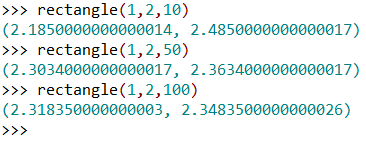 >>> rectangle(1,2,10)
(2.1850000000000014, 2.4850000000000017)
>>> rectangle(1,2,50)
(2.3034000000000017, 2.3634000000000017)
>>> rectangle(1,2,100)
(2.318350000000003, 2.3483500000000026)
>>>